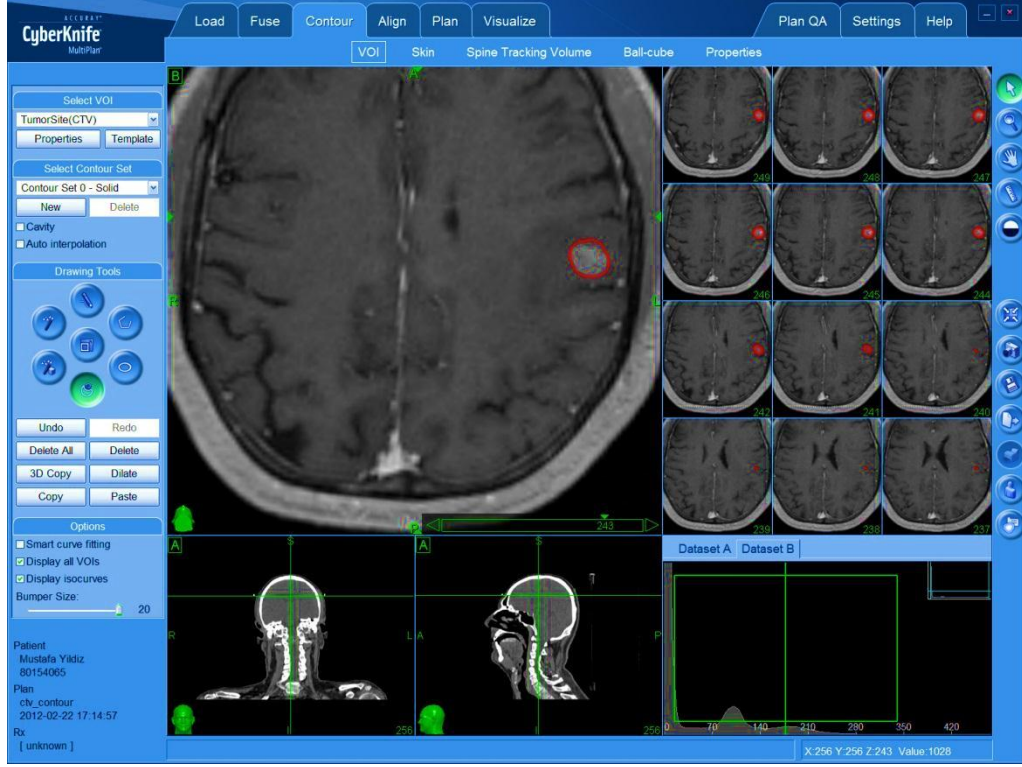 ACCURAY
CyberKnife
MultiPlan
Load Fuse Contour Align Plan Visualize Plan QA Settings Help
VOI Skin Spine Tracking Volume Ball-cube Properties
Select VOI
TumorSite(CTV)
Properties Template
Select Contour Set
Contour Set 0 - Solid
New Delete
Cavity
Auto interpolation
Drawing Tools
Undo Redo
Delete All Delete
3D Copy Dilate
Copy Paste
Options
Smart curve fitting
Display all VOIs
Display isocurves
Bumper Size:
20
Patient
Mustafa Yildiz
80154065
Plan
ctv_contour
2012-02-22 17:14:57
Rx
[ unknown ]
B
A
R
L
P
243
249 248 247
246 245 244
242 241 240
239 238 237
A
S
R
L
I
256
A
S
A
P
I
256
Dataset A Dataset B
0 70 140 210 280 350 420
X:256 Y:256 Z:243 Value:1028